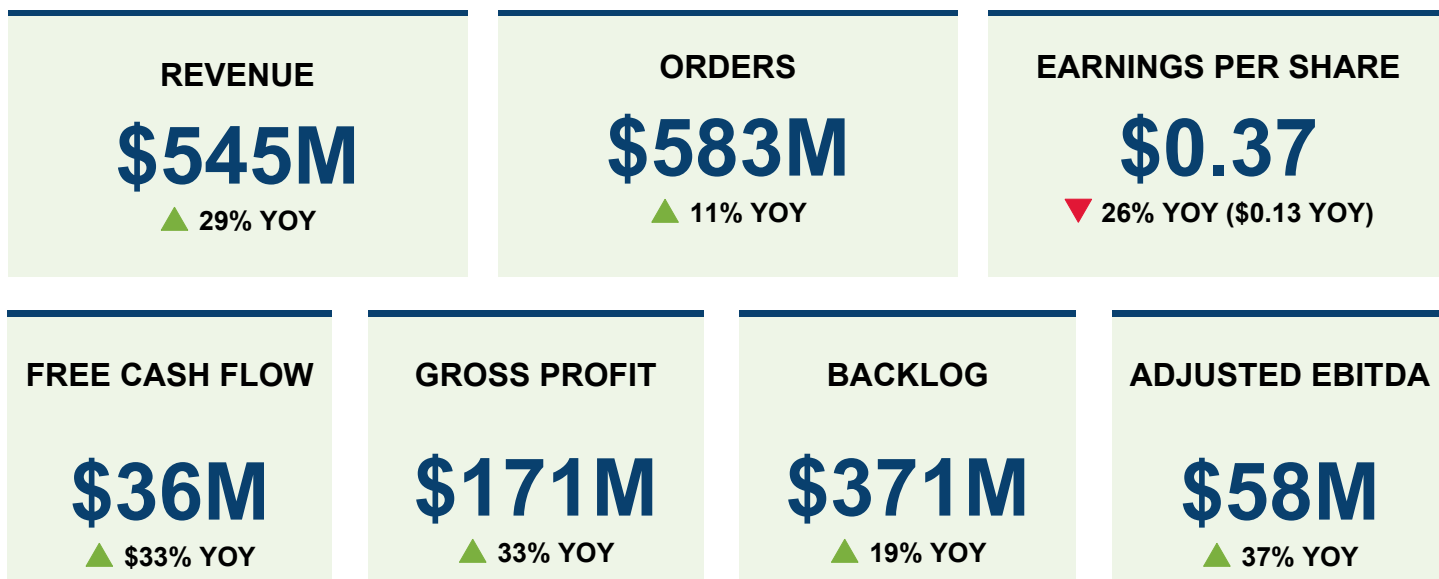 REVENUE
$545M
29% YOY
ORDERS
$583M
11% YOY
EARNINGS PER SHARE
$0.37
26% YOY ($0.13 YOY)
FREE CASH FLOW
$36M
$33% YOY
GROSS PROFIT
$171M
33% YOY
BACKLOG
$371M
19% YOY
ADJUSTED EBITDA
$58M
37% YOY